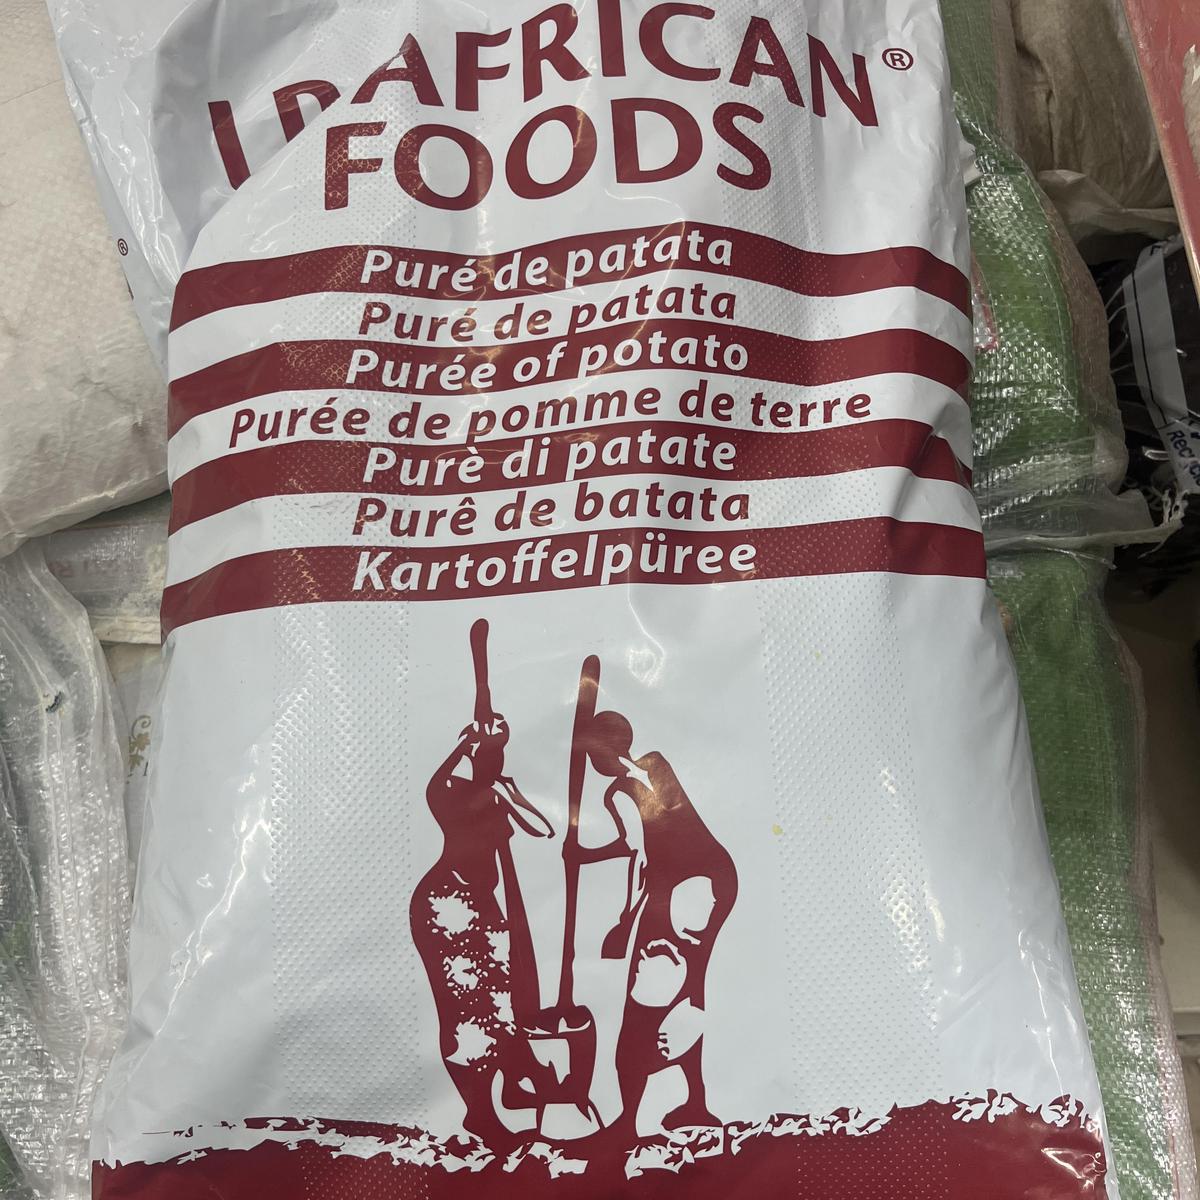 AFRICAN®
FOODS
Puré de patata
Puré de patata
Purée of potato
Purée de pomme de terre
Purè di patate
Purê de batata
Kartoffelpüree
®